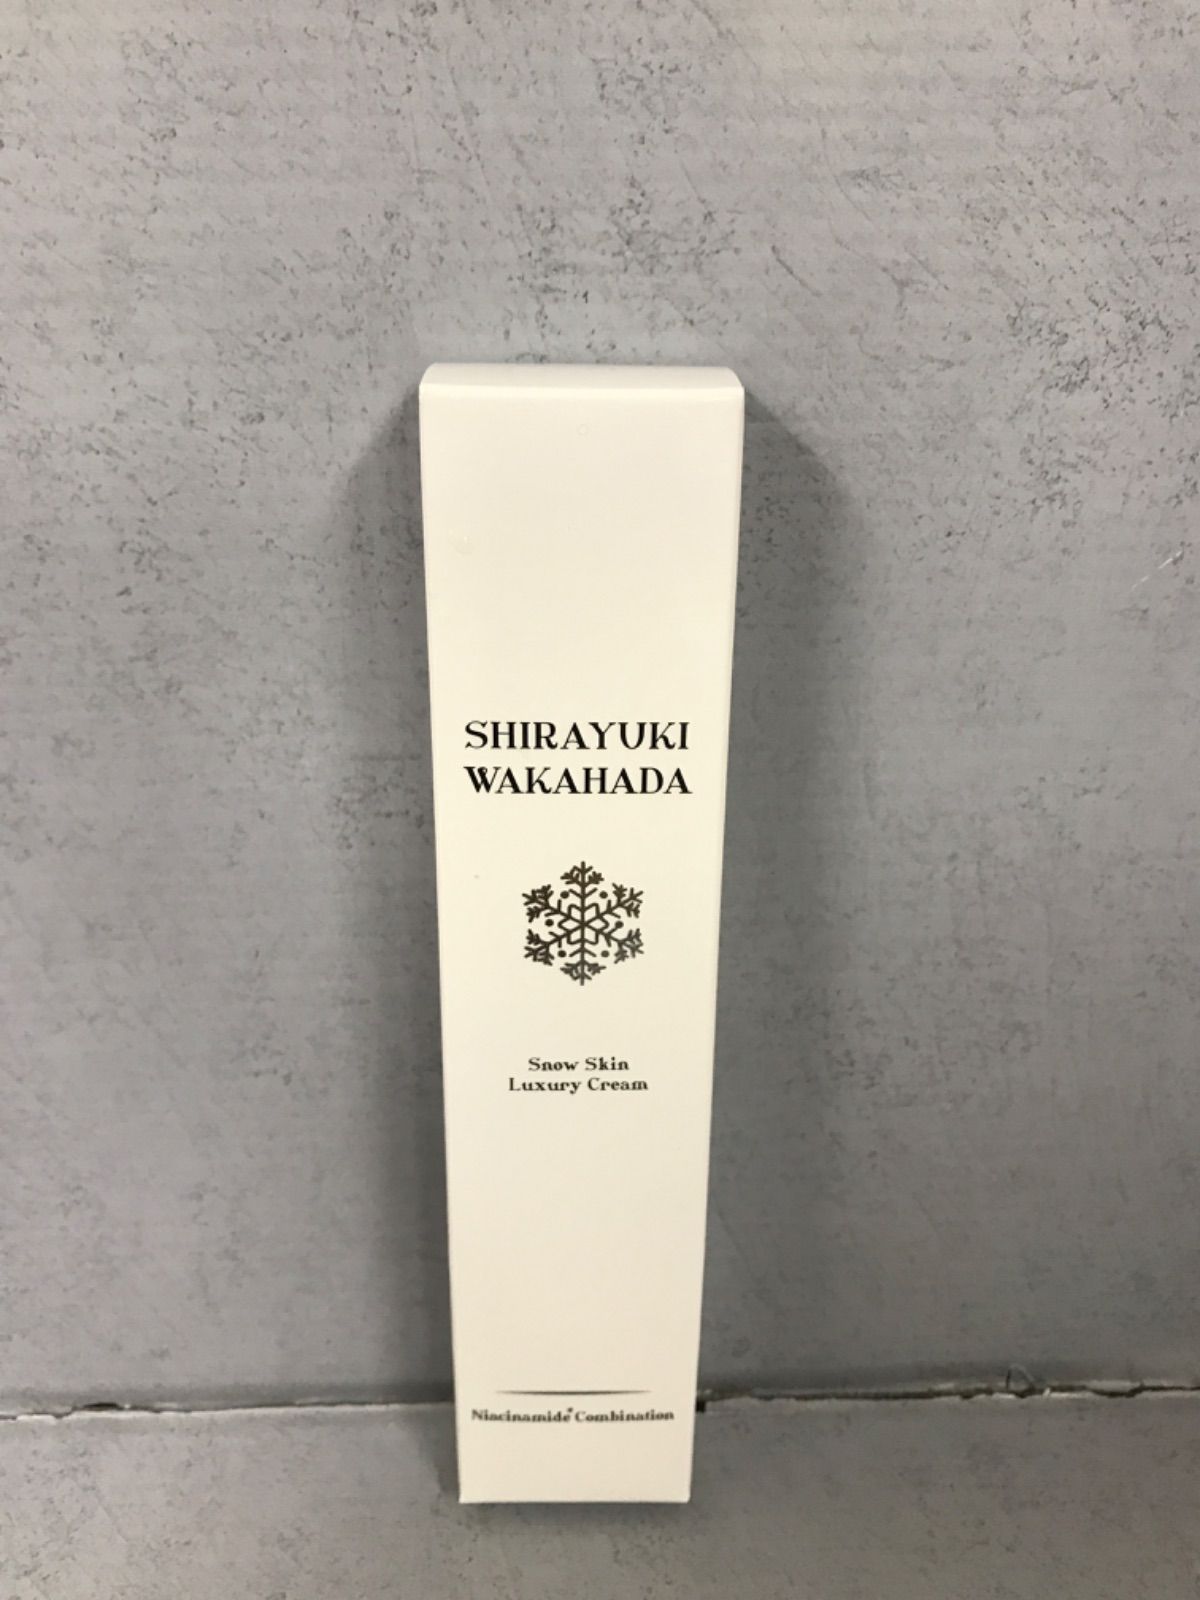 SHIRAYUKI
WAKAHADA
Snow Skin
Luxury Cream
Niacinamide* Combination